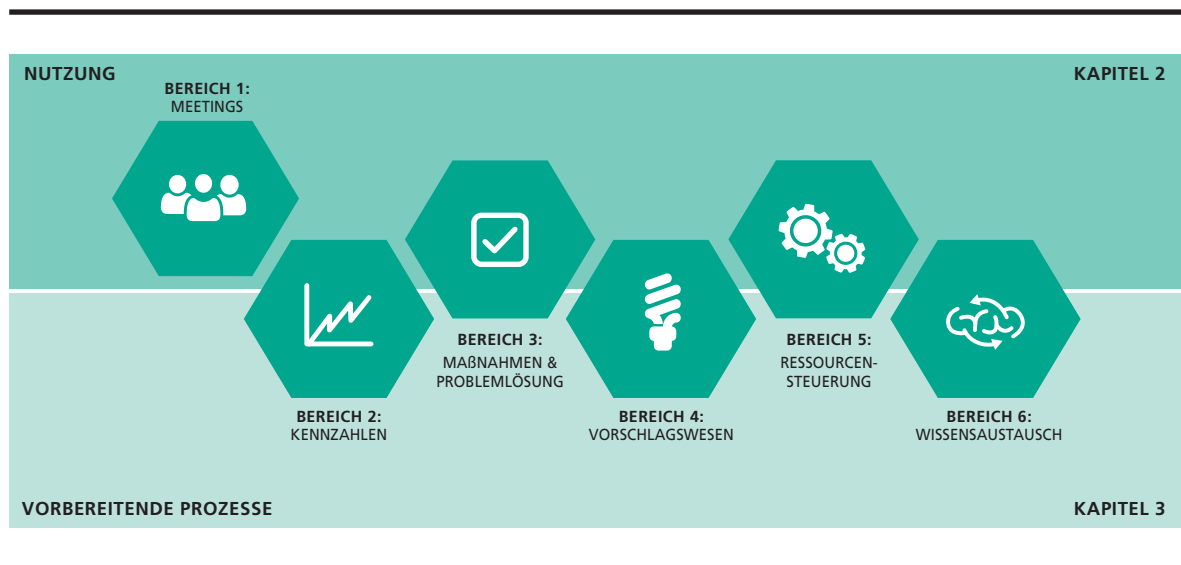 NUTZUNG
KAPITEL 2
BEREICH 1:
MEETINGS
BEREICH 3:
MAßNAHMEN &
PROBLEMLÖSUNG
BEREICH 5:
RESSOURCEN-
STEUERUNG
BEREICH 2:
KENNZAHLEN
BEREICH 4:
VORSCHLAGSWESEN
BEREICH 6:
WISSENSAUSTAUSCH
VORBEREITENDE PROZESSE
KAPITEL 3